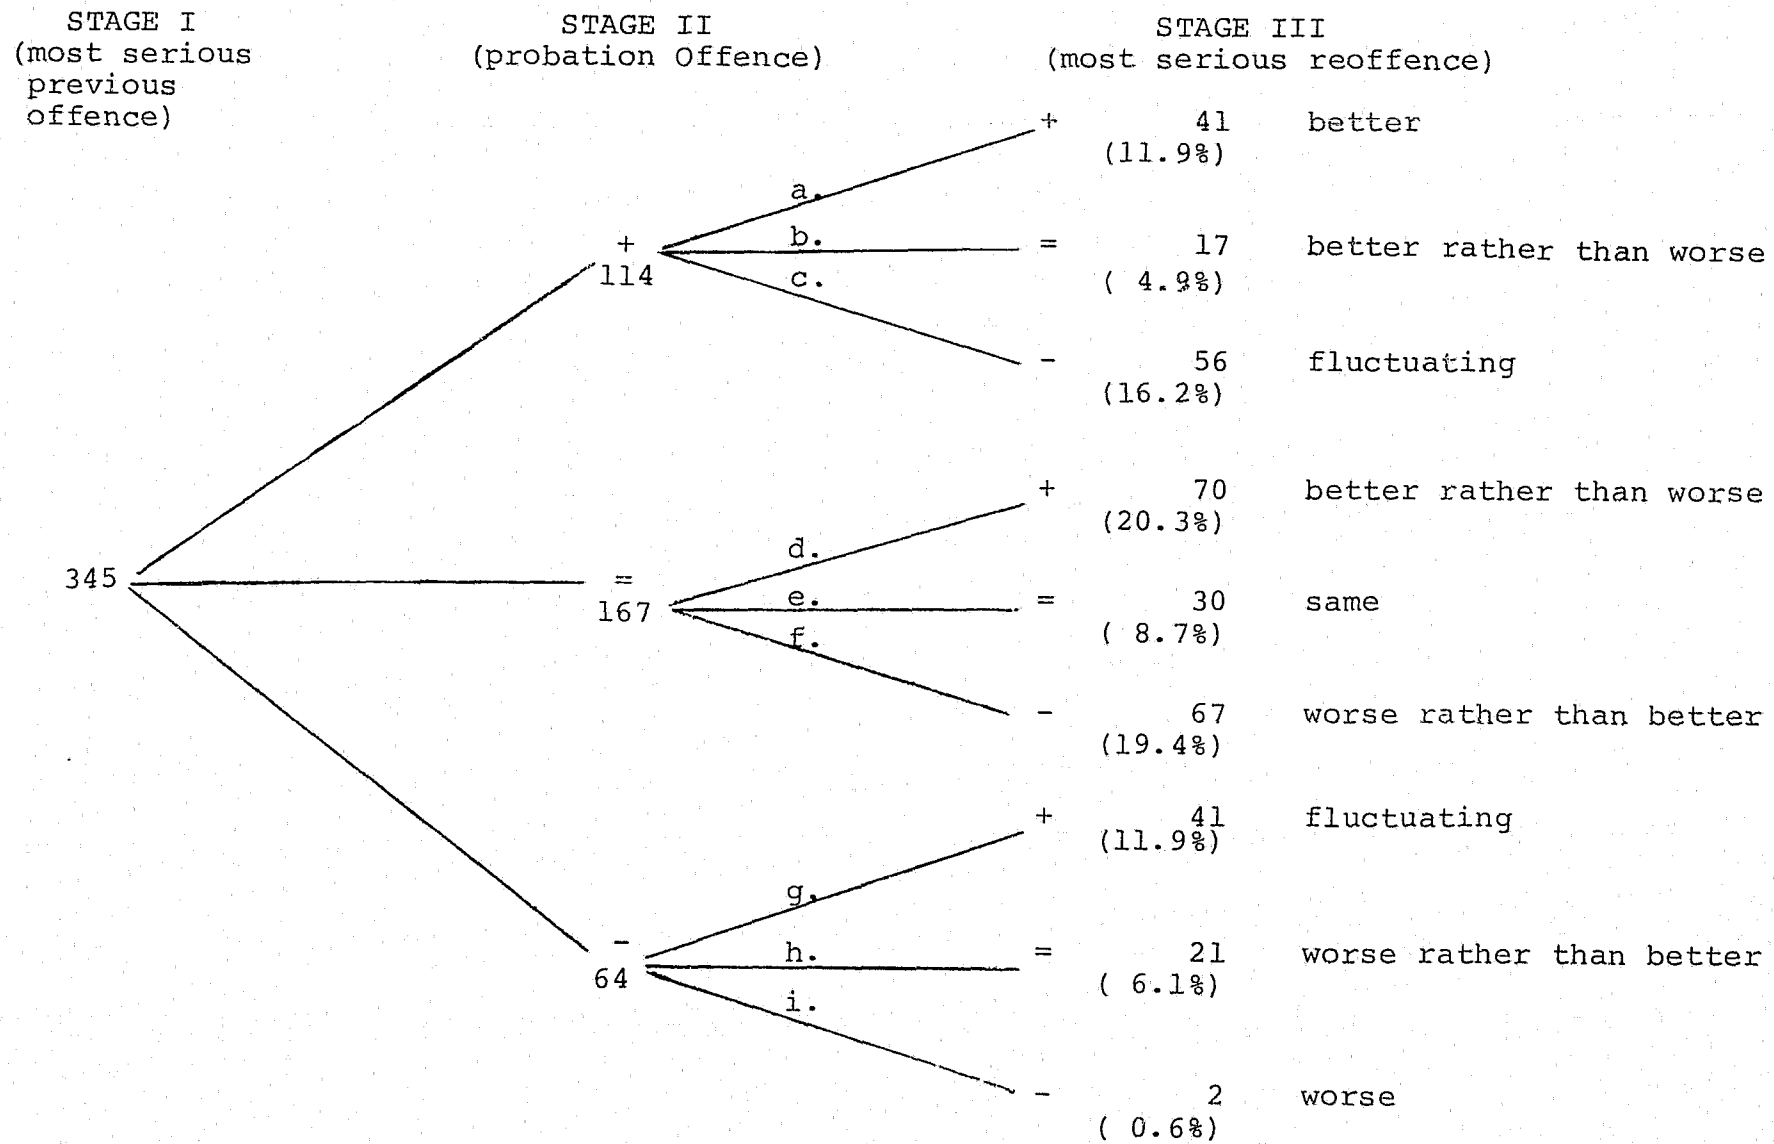 STAGE I
(most serious
previous
offence)
STAGE II
(probation Offence)
STAGE III
(most serious reoffence)
+ 41 better
(11.9%)
a.
b.
+
= 17 better rather than worse
114
c.
( 4.9%)
- 56 fluctuating
(16.2%)
+ 70 better rather than worse
(20.3%)
d.
345
=
e.
= 30 same
167
( 8.7%)
f.
- 67 worse rather than better
(19.4%)
+ 41 fluctuating
(11.9%)
g.
-
h.
= 21 worse rather than better
64
( 6.1%)
i.
- 2 worse
( 0.6%)